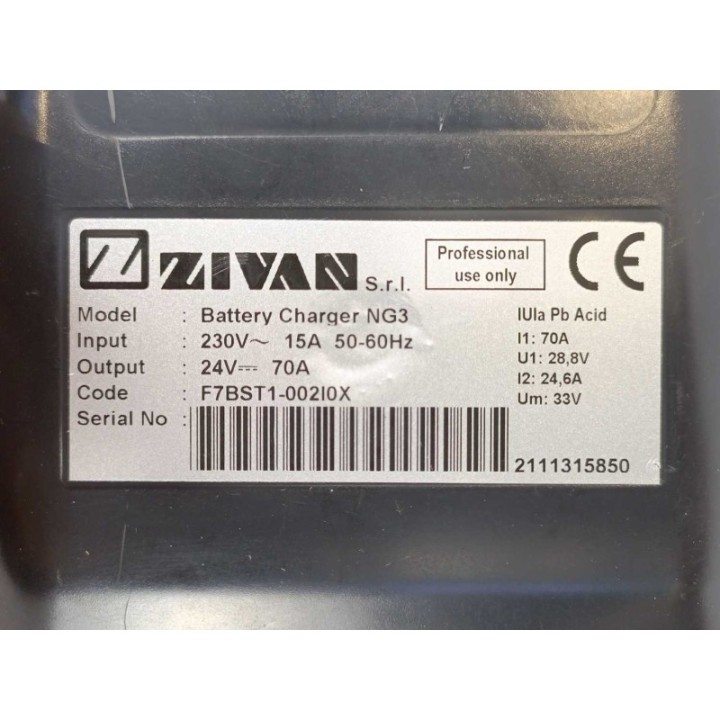 ZIVAN S.r.l.
Professional
use only
CE
Model : Battery Charger NG3
Input : 230V~ 15A 50-60Hz
Output : 24V⎓ 70A
Code : F7BST1-002I0X
Serial No :
2111315850
IUIa Pb Acid
I1: 70A
U1: 28,8V
I2: 24,6A
Um: 33V